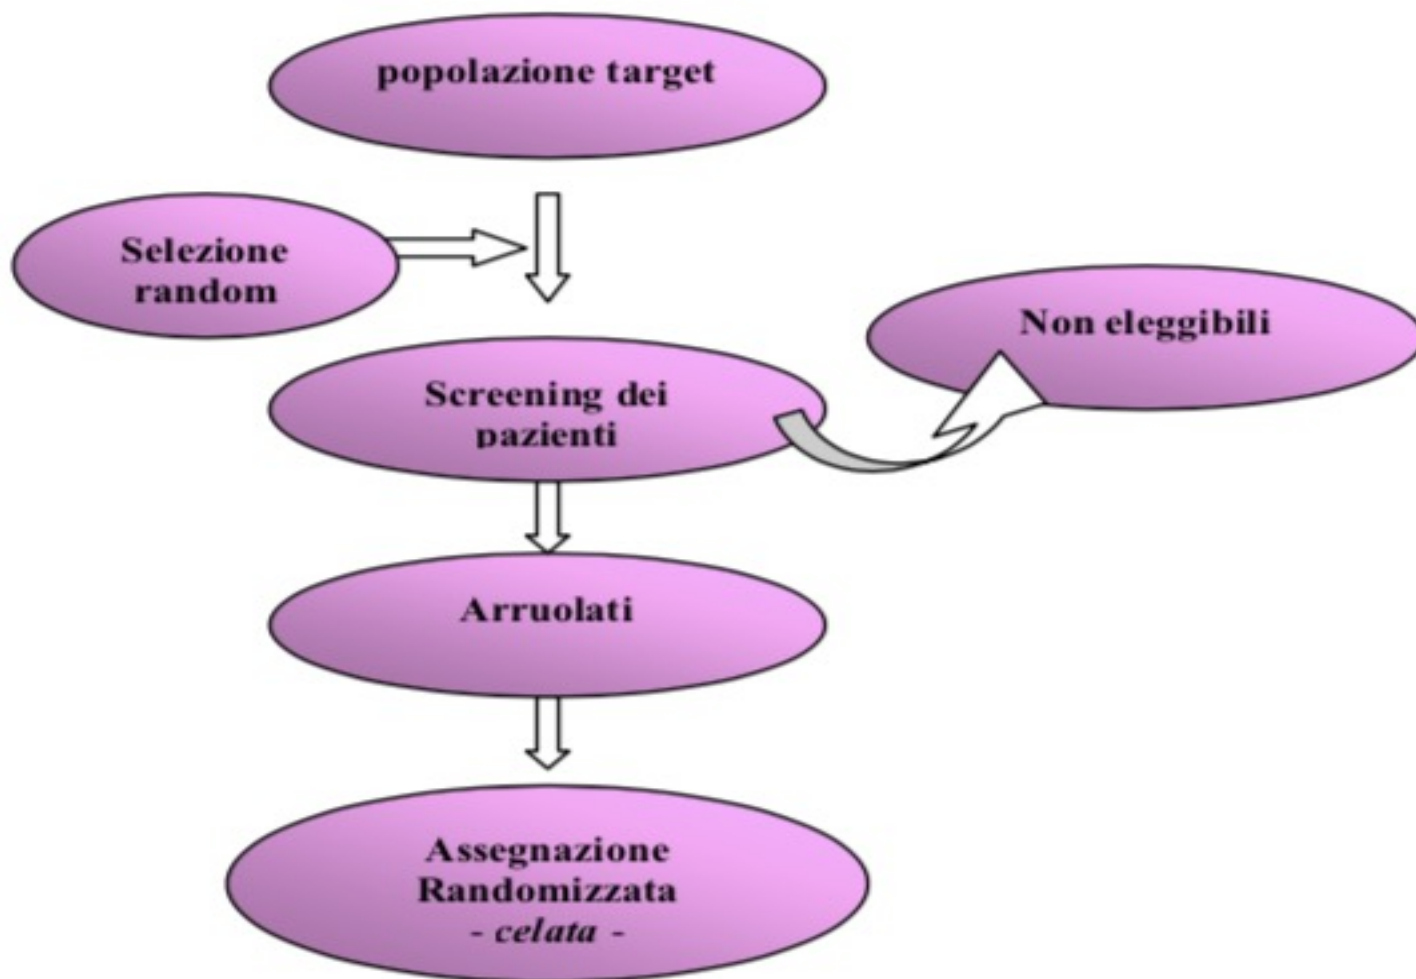 popolazione target
Selezione
random
Non eleggibili
Screening dei
pazienti
Arruolati
Assegnazione
Randomizzata
- celata -